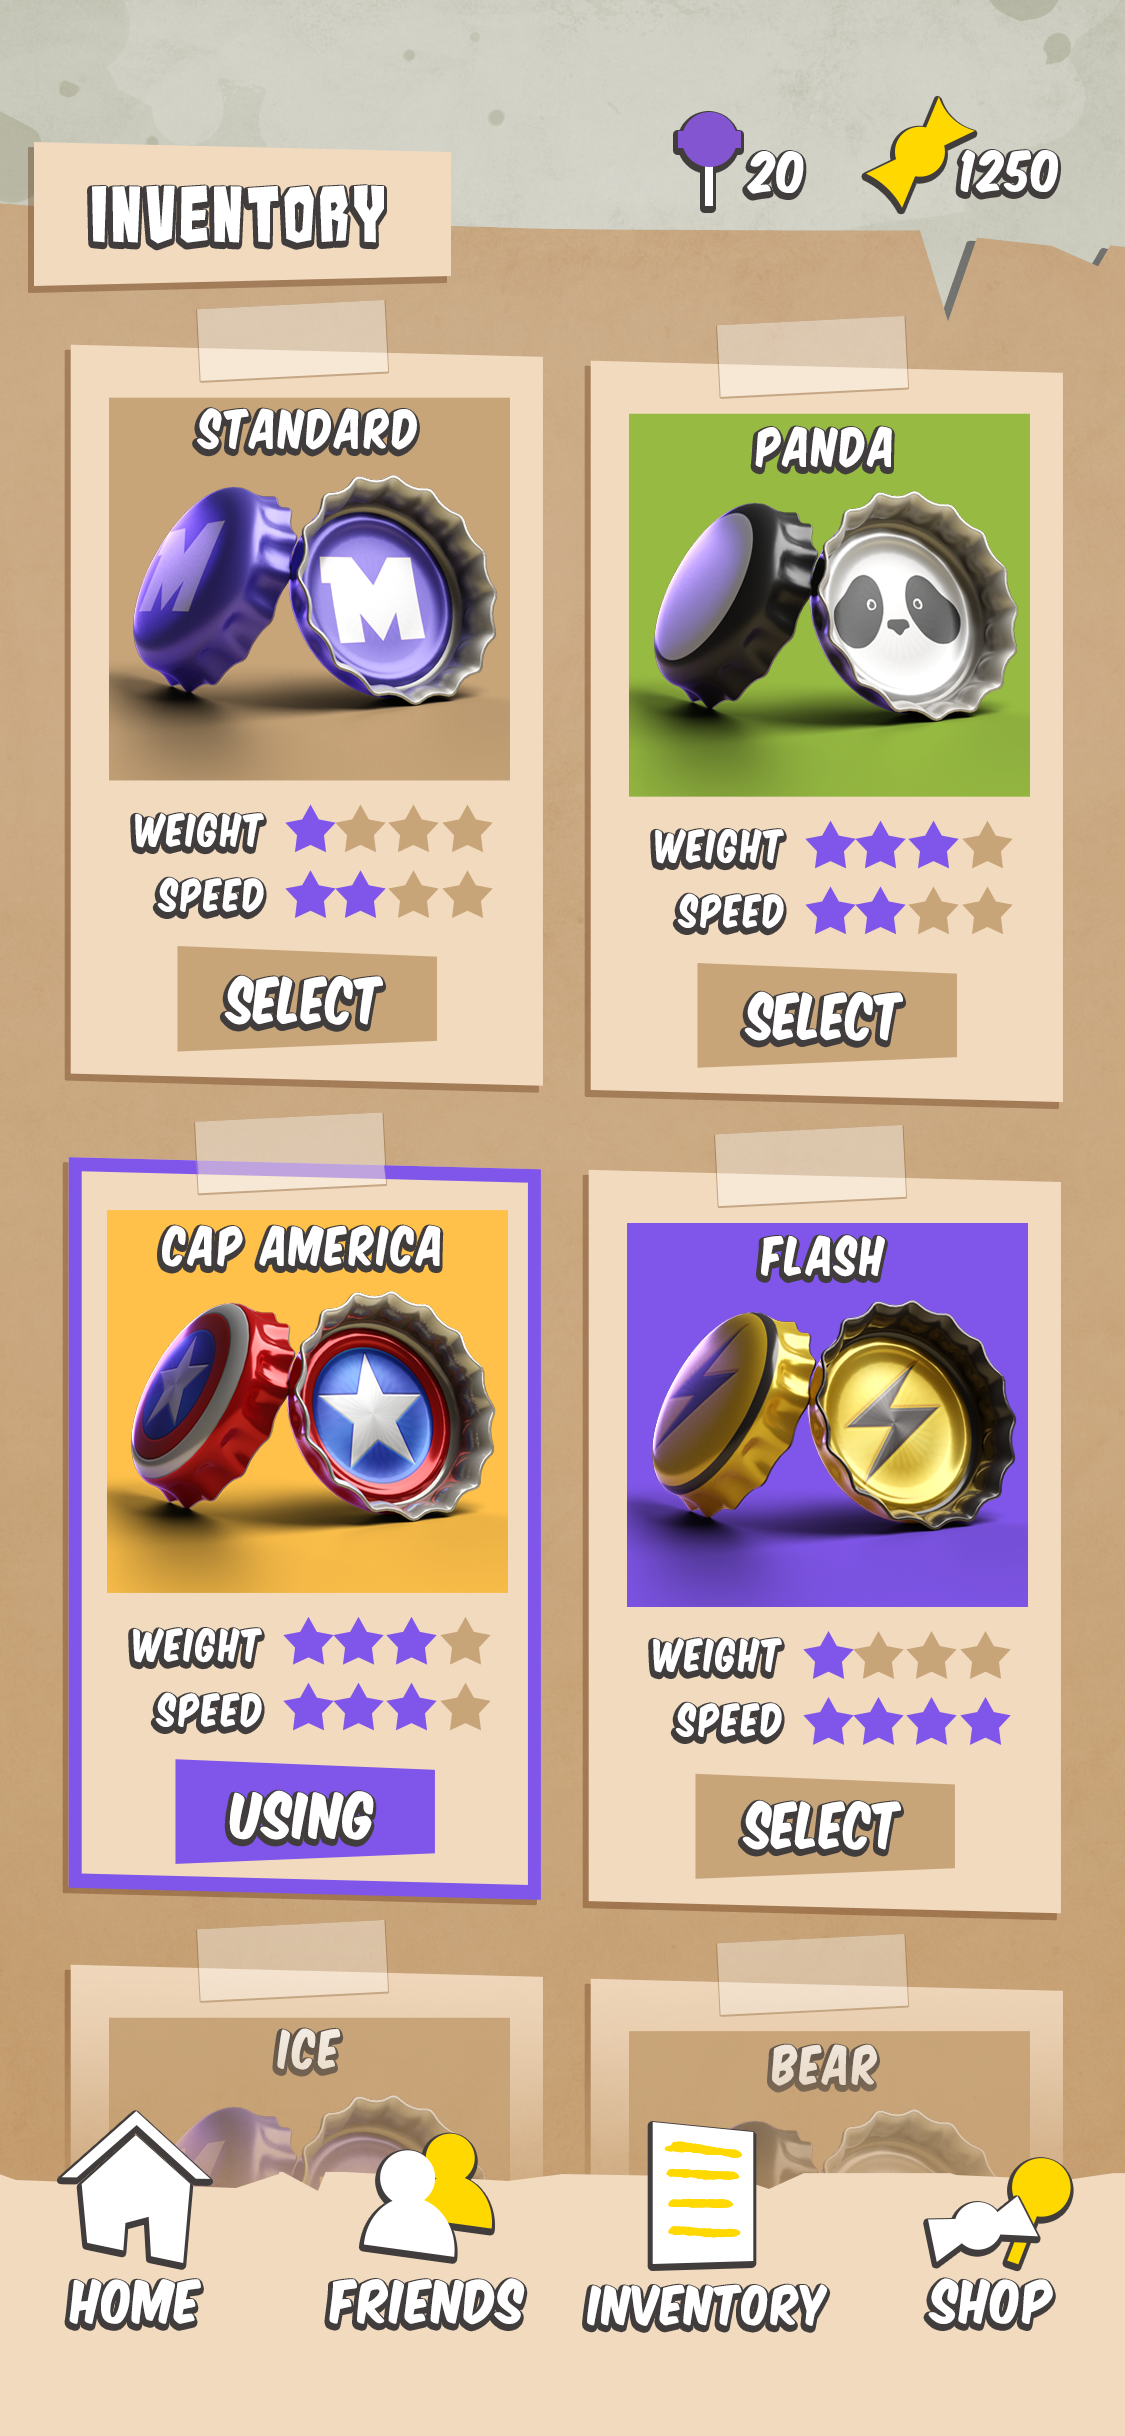 20
1250
INVENTORY
STANDARD
M
M
WEIGHT
SPEED
SELECT
PANDA
WEIGHT
SPEED
SELECT
CAP AMERICA
WEIGHT
SPEED
USING
FLASH
WEIGHT
SPEED
SELECT
ICE
BEAR
HOME
FRIENDS
INVENTORY
SHOP